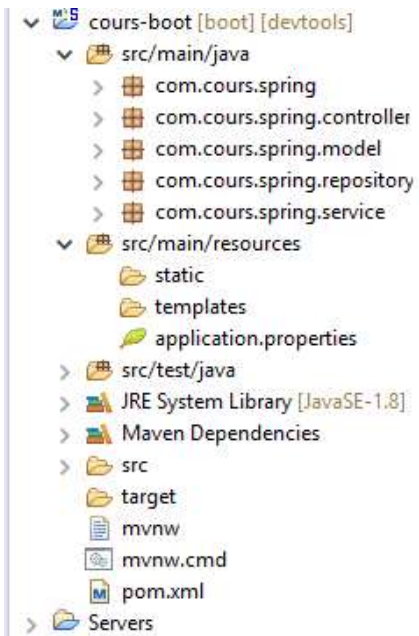 cours-boot [boot] [devtools]
src/main/java
com.cours.spring
com.cours.spring.controller
com.cours.spring.model
com.cours.spring.repository
com.cours.spring.service
src/main/resources
static
templates
application.properties
src/test/java
JRE System Library [JavaSE-1.8]
Maven Dependencies
src
target
mvnw
mvnw.cmd
pom.xml
Servers